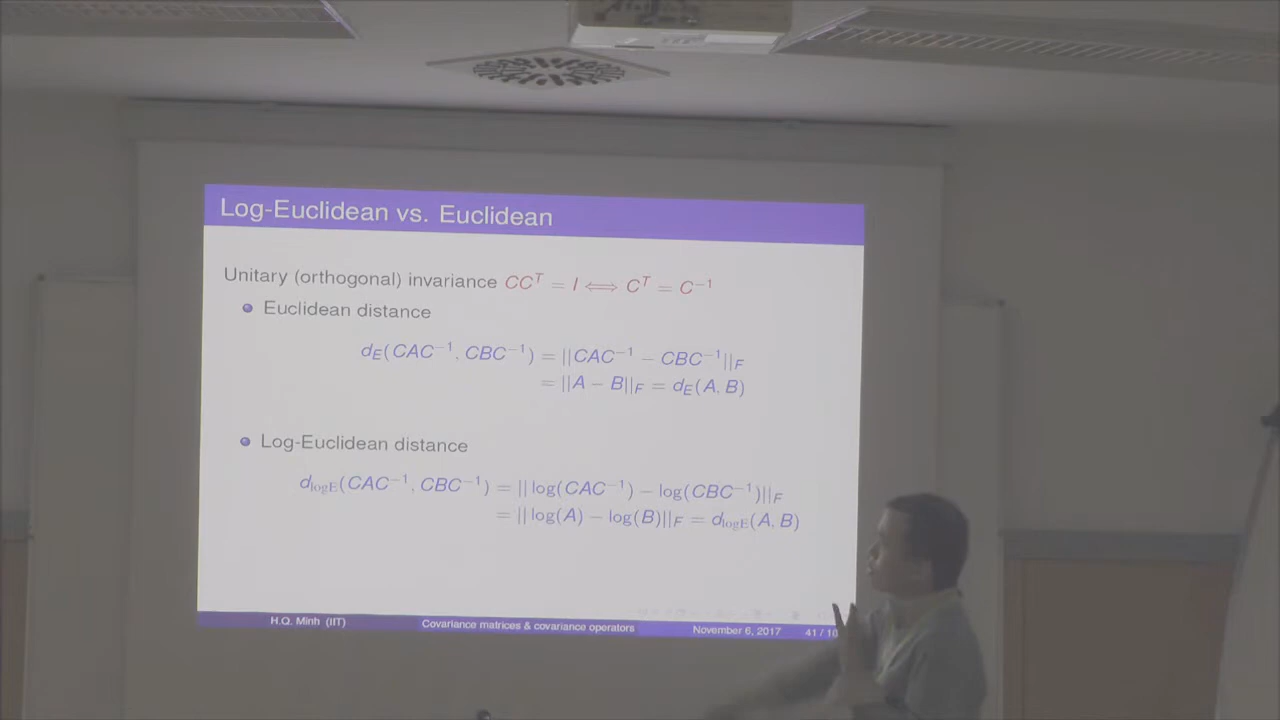 Log-Euclidean vs. Euclidean
Unitary (orthogonal) invariance CCᵀ = I ⟺ Cᵀ = C⁻¹
Euclidean distance
d_E(CAC⁻¹, CBC⁻¹) = ||CAC⁻¹ − CBC⁻¹||_F
= ||A − B||_F = d_E(A, B)
Log-Euclidean distance
d_logE(CAC⁻¹, CBC⁻¹) = || log(CAC⁻¹) − log(CBC⁻¹)||_F
= || log(A) − log(B)||_F = d_logE(A, B)
H.Q. Minh (IIT) Covariance matrices & covariance operators November 6, 2017 41 /